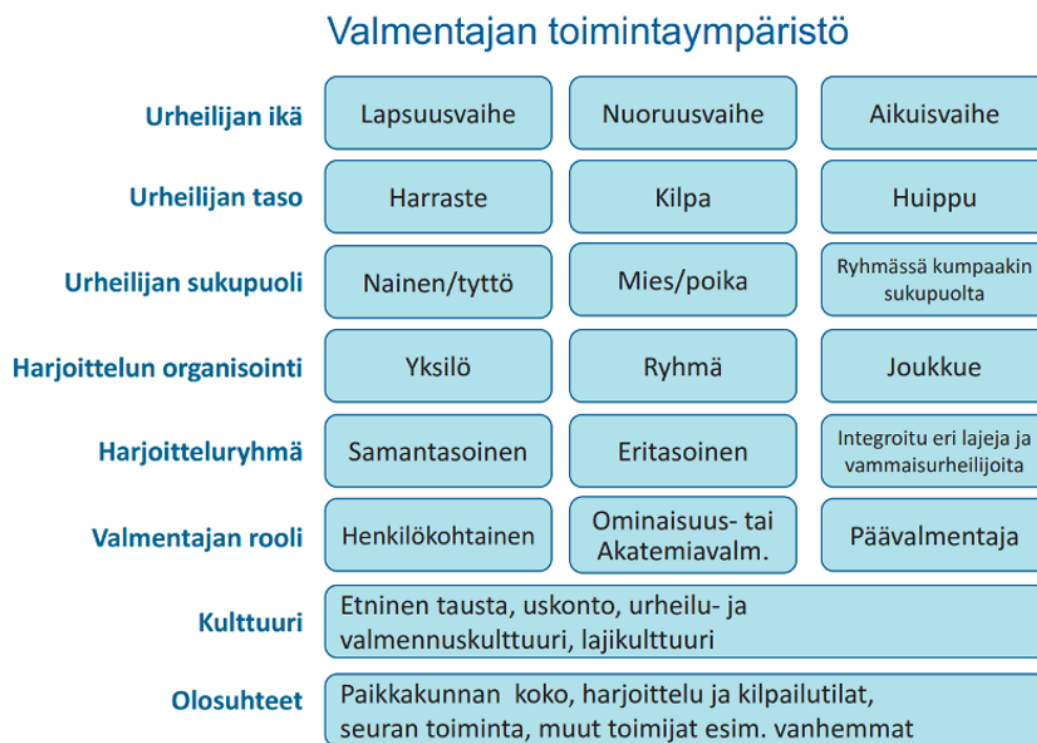 Valmentajan toimintaympäristö
Urheilijan ikä
Lapsuusvaihe
Nuoruusvaihe
Aikuisvaihe
Urheilijan taso
Harraste
Kilpa
Huippu
Urheilijan sukupuoli
Nainen/tyttö
Mies/poika
Ryhmässä kumpaakin
sukupuolta
Harjoittelun organisointi
Yksilö
Ryhmä
Joukkue
Harjoitteluryhmä
Samantasoinen
Eritasoinen
Integroitu eri lajeja ja
vammaisurheilijoita
Valmentajan rooli
Henkilökohtainen
Ominaisuus- tai
Akatemiavalm.
Päävalmentaja
Kulttuuri
Etninen tausta, uskonto, urheilu- ja
valmennuskulttuuri, lajikulttuuri
Olosuhteet
Paikkakunnan koko, harjoittelu ja kilpailutilat,
seuran toiminta, muut toimijat esim. vanhemmat